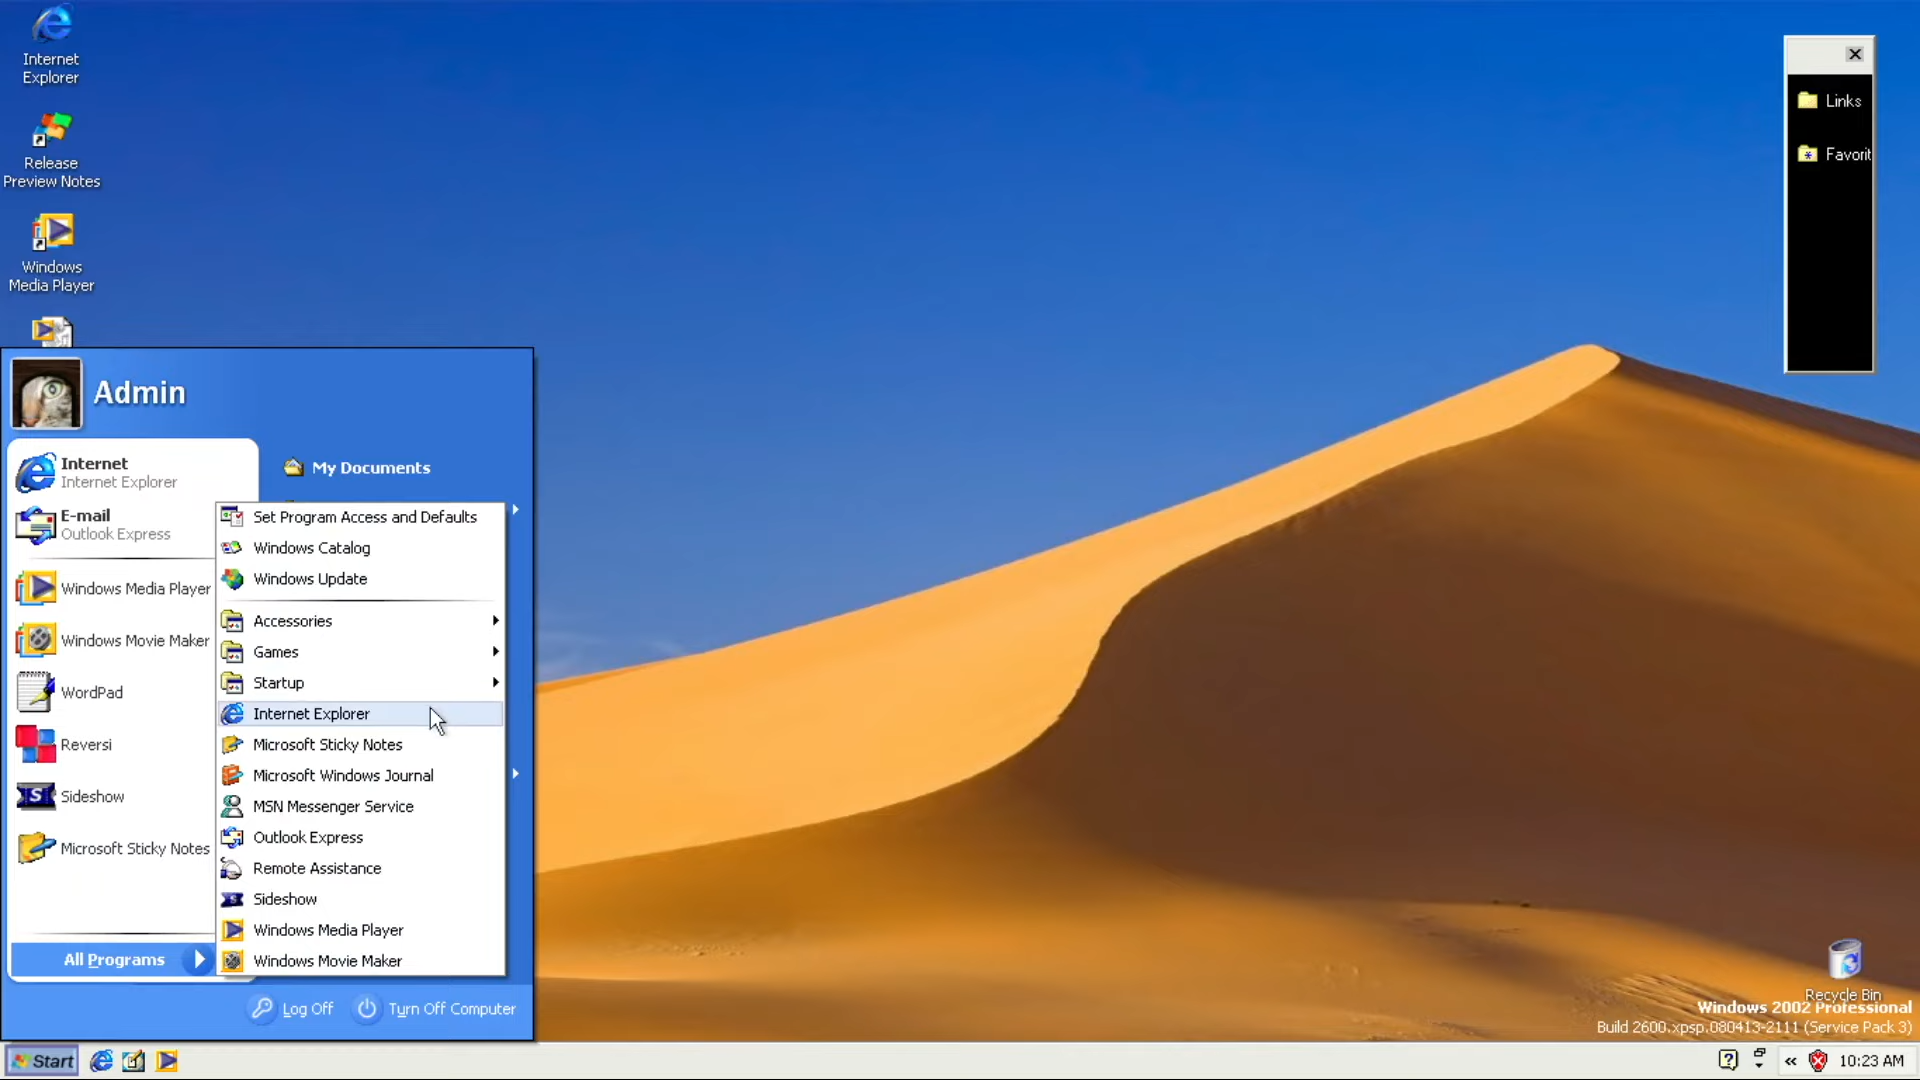 Internet
Explorer
Release
Preview Notes
Windows
Media Player
Links
Favorit
Admin
Internet
Internet Explorer
E-mail
Outlook Express
Windows Media Player
Windows Movie Maker
WordPad
Reversi
Sideshow
Microsoft Sticky Notes
All Programs
My Documents
Set Program Access and Defaults
Windows Catalog
Windows Update
Accessories
Games
Startup
Internet Explorer
Microsoft Sticky Notes
Microsoft Windows Journal
MSN Messenger Service
Outlook Express
Remote Assistance
Sideshow
Windows Media Player
Windows Movie Maker
Log Off
Turn Off Computer
Recycle Bin
Windows 2002 Professional
Build 2600.xpsp.080413-2111 (Service Pack 3)
Start
10:23 AM